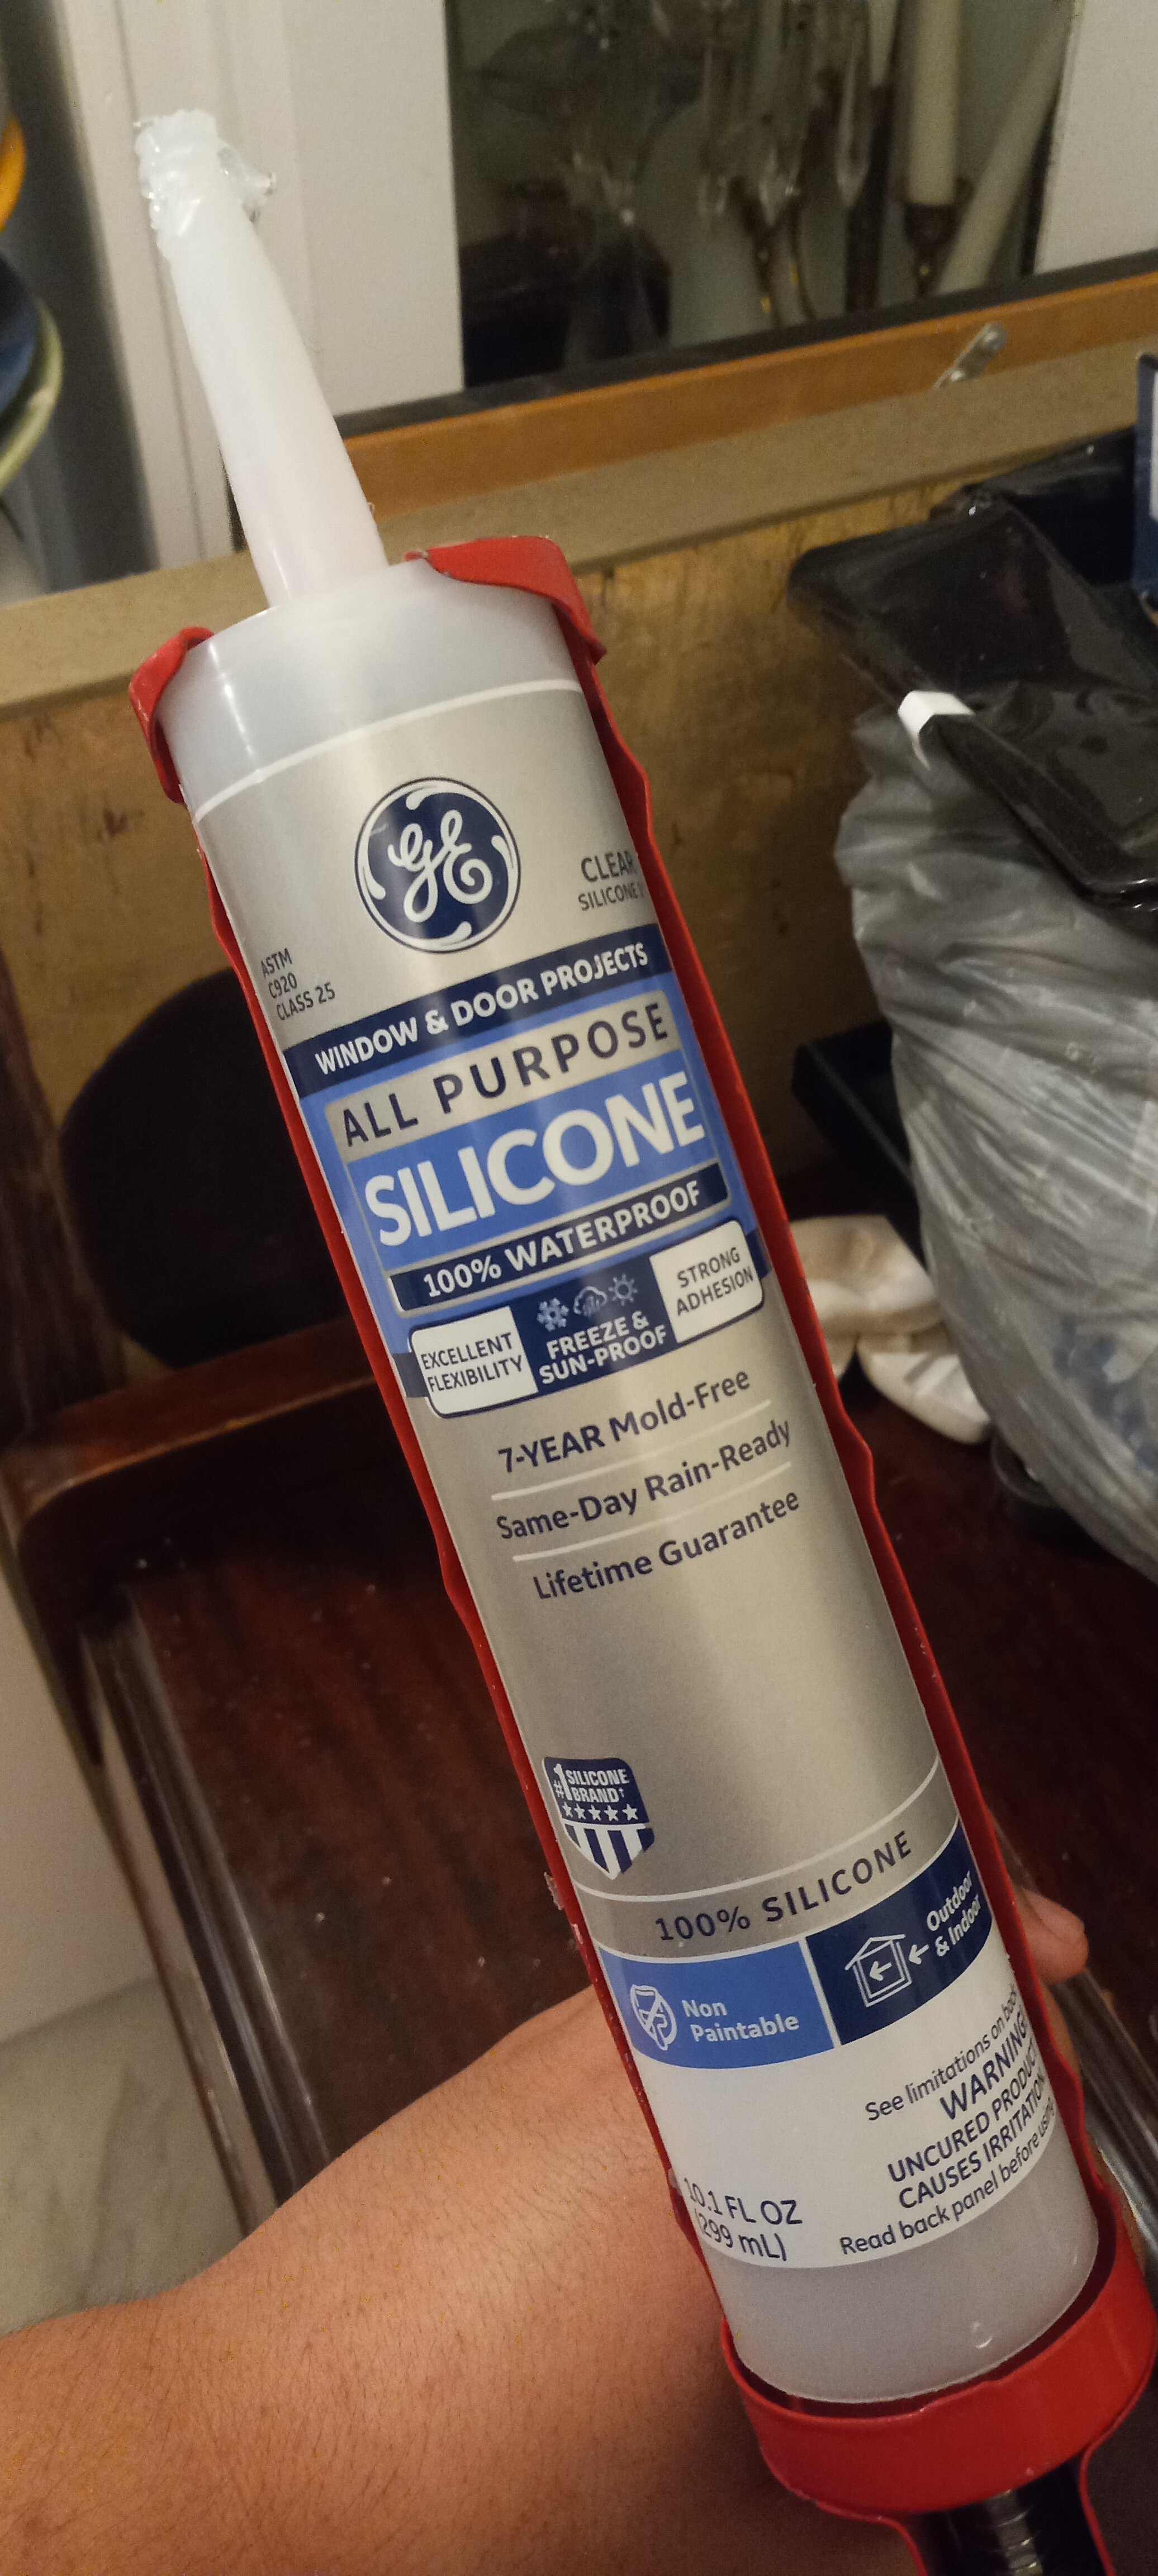 GE
CLEAR
SILICONE
ASTM
C920
CLASS 25
WINDOW & DOOR PROJECTS
ALL PURPOSE
SILICONE
100% WATERPROOF
EXCELLENT
FLEXIBILITY
FREEZE &
SUN-PROOF
STRONG
ADHESION
7-YEAR Mold-Free
Same-Day Rain-Ready
Lifetime Guarantee
#1 SILICONE
BRAND†
100% SILICONE
Non
Paintable
Outdoor
& Indoor
See limitations on back
WARNING!
UNCURED PRODUCT
CAUSES IRRITATION
Read back panel before using
10.1 FL OZ
(299 mL)